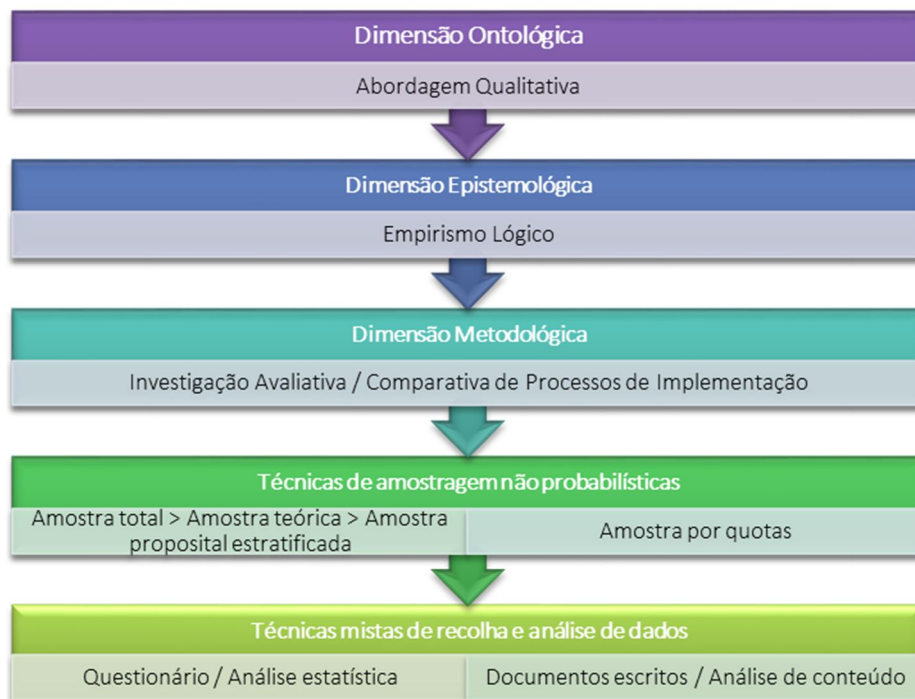 Dimensão Ontológica
Abordagem Qualitativa
Dimensão Epistemológica
Empirismo Lógico
Dimensão Metodológica
Investigação Avaliativa / Comparativa de Processos de Implementação
Técnicas de amostragem não probabilísticas
Amostra total > Amostra teórica > Amostra
proposital estratificada
Amostra por quotas
Técnicas mistas de recolha e análise de dados
Questionário / Análise estatística
Documentos escritos / Análise de conteúdo